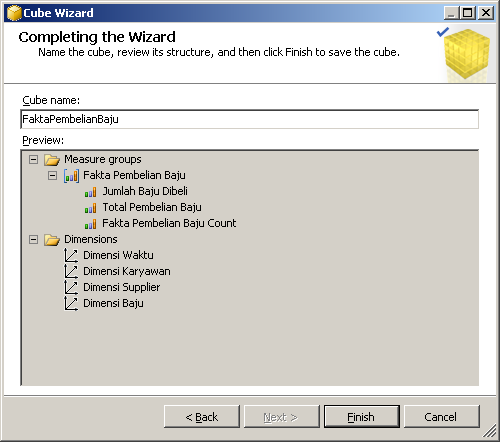 Cube Wizard
Completing the Wizard
Name the cube, review its structure, and then click Finish to save the cube.
Cube name:
FaktaPembelianBaju
Preview:
Measure groups
Fakta Pembelian Baju
Jumlah Baju Dibeli
Total Pembelian Baju
Fakta Pembelian Baju Count
Dimensions
Dimensi Waktu
Dimensi Karyawan
Dimensi Supplier
Dimensi Baju
< Back Next > Finish Cancel